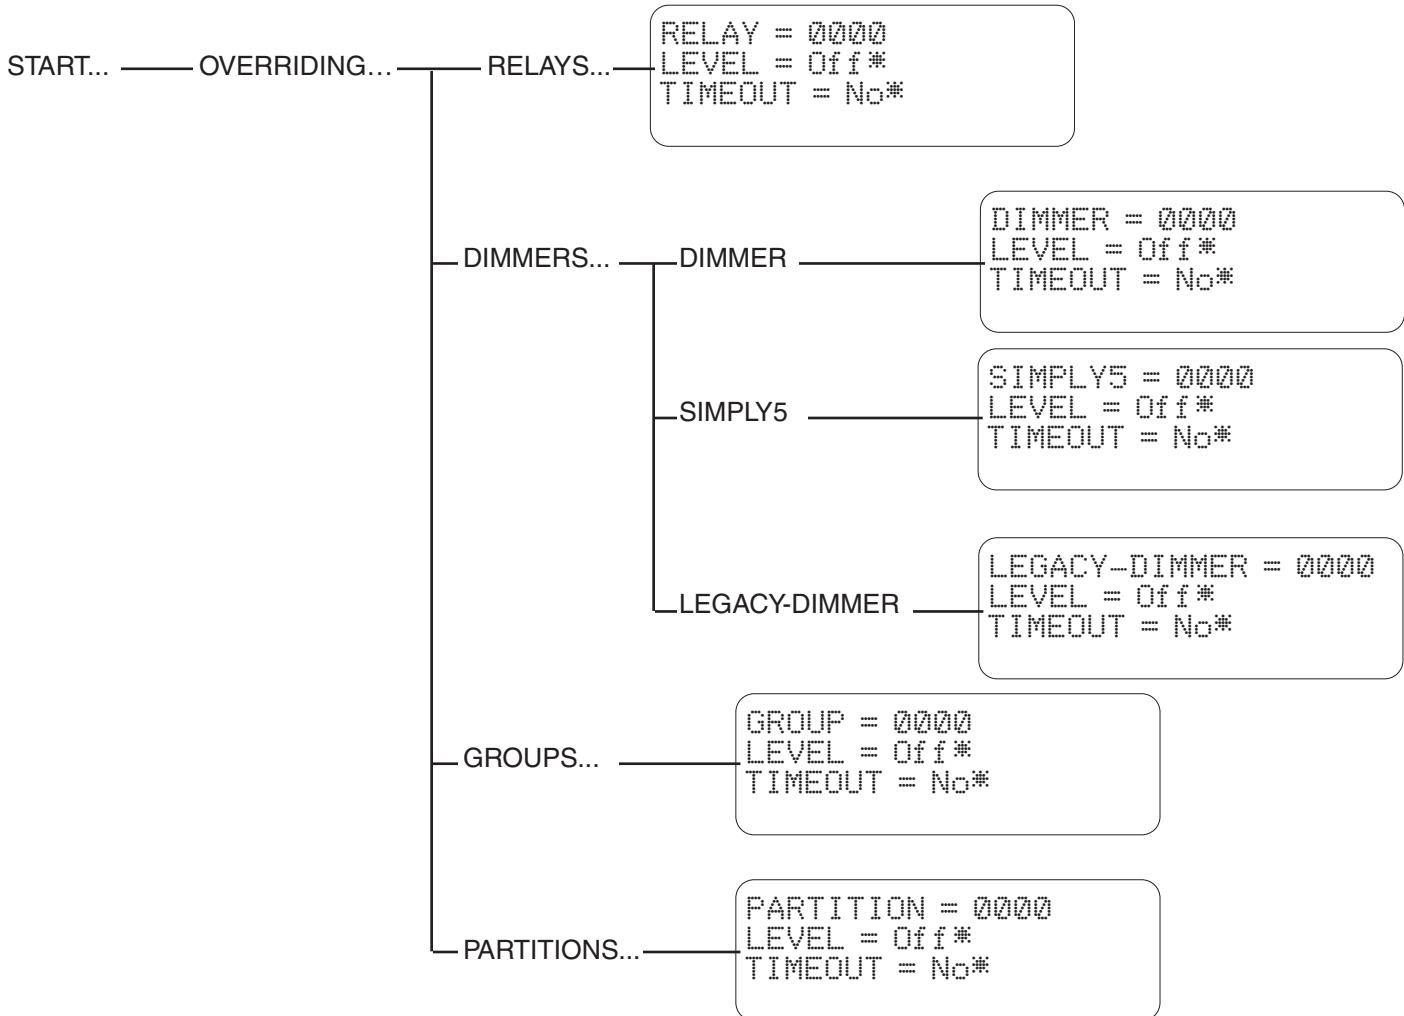 START... OVERRIDING... RELAYS...
RELAY = 0000
LEVEL = Off*
TIMEOUT = No*
DIMMERS... DIMMER
DIMMER = 0000
LEVEL = Off*
TIMEOUT = No*
SIMPLY5
SIMPLY5 = 0000
LEVEL = Off*
TIMEOUT = No*
LEGACY-DIMMER
LEGACY-DIMMER = 0000
LEVEL = Off*
TIMEOUT = No*
GROUPS...
GROUP = 0000
LEVEL = Off*
TIMEOUT = No*
PARTITIONS...
PARTITION = 0000
LEVEL = Off*
TIMEOUT = No*